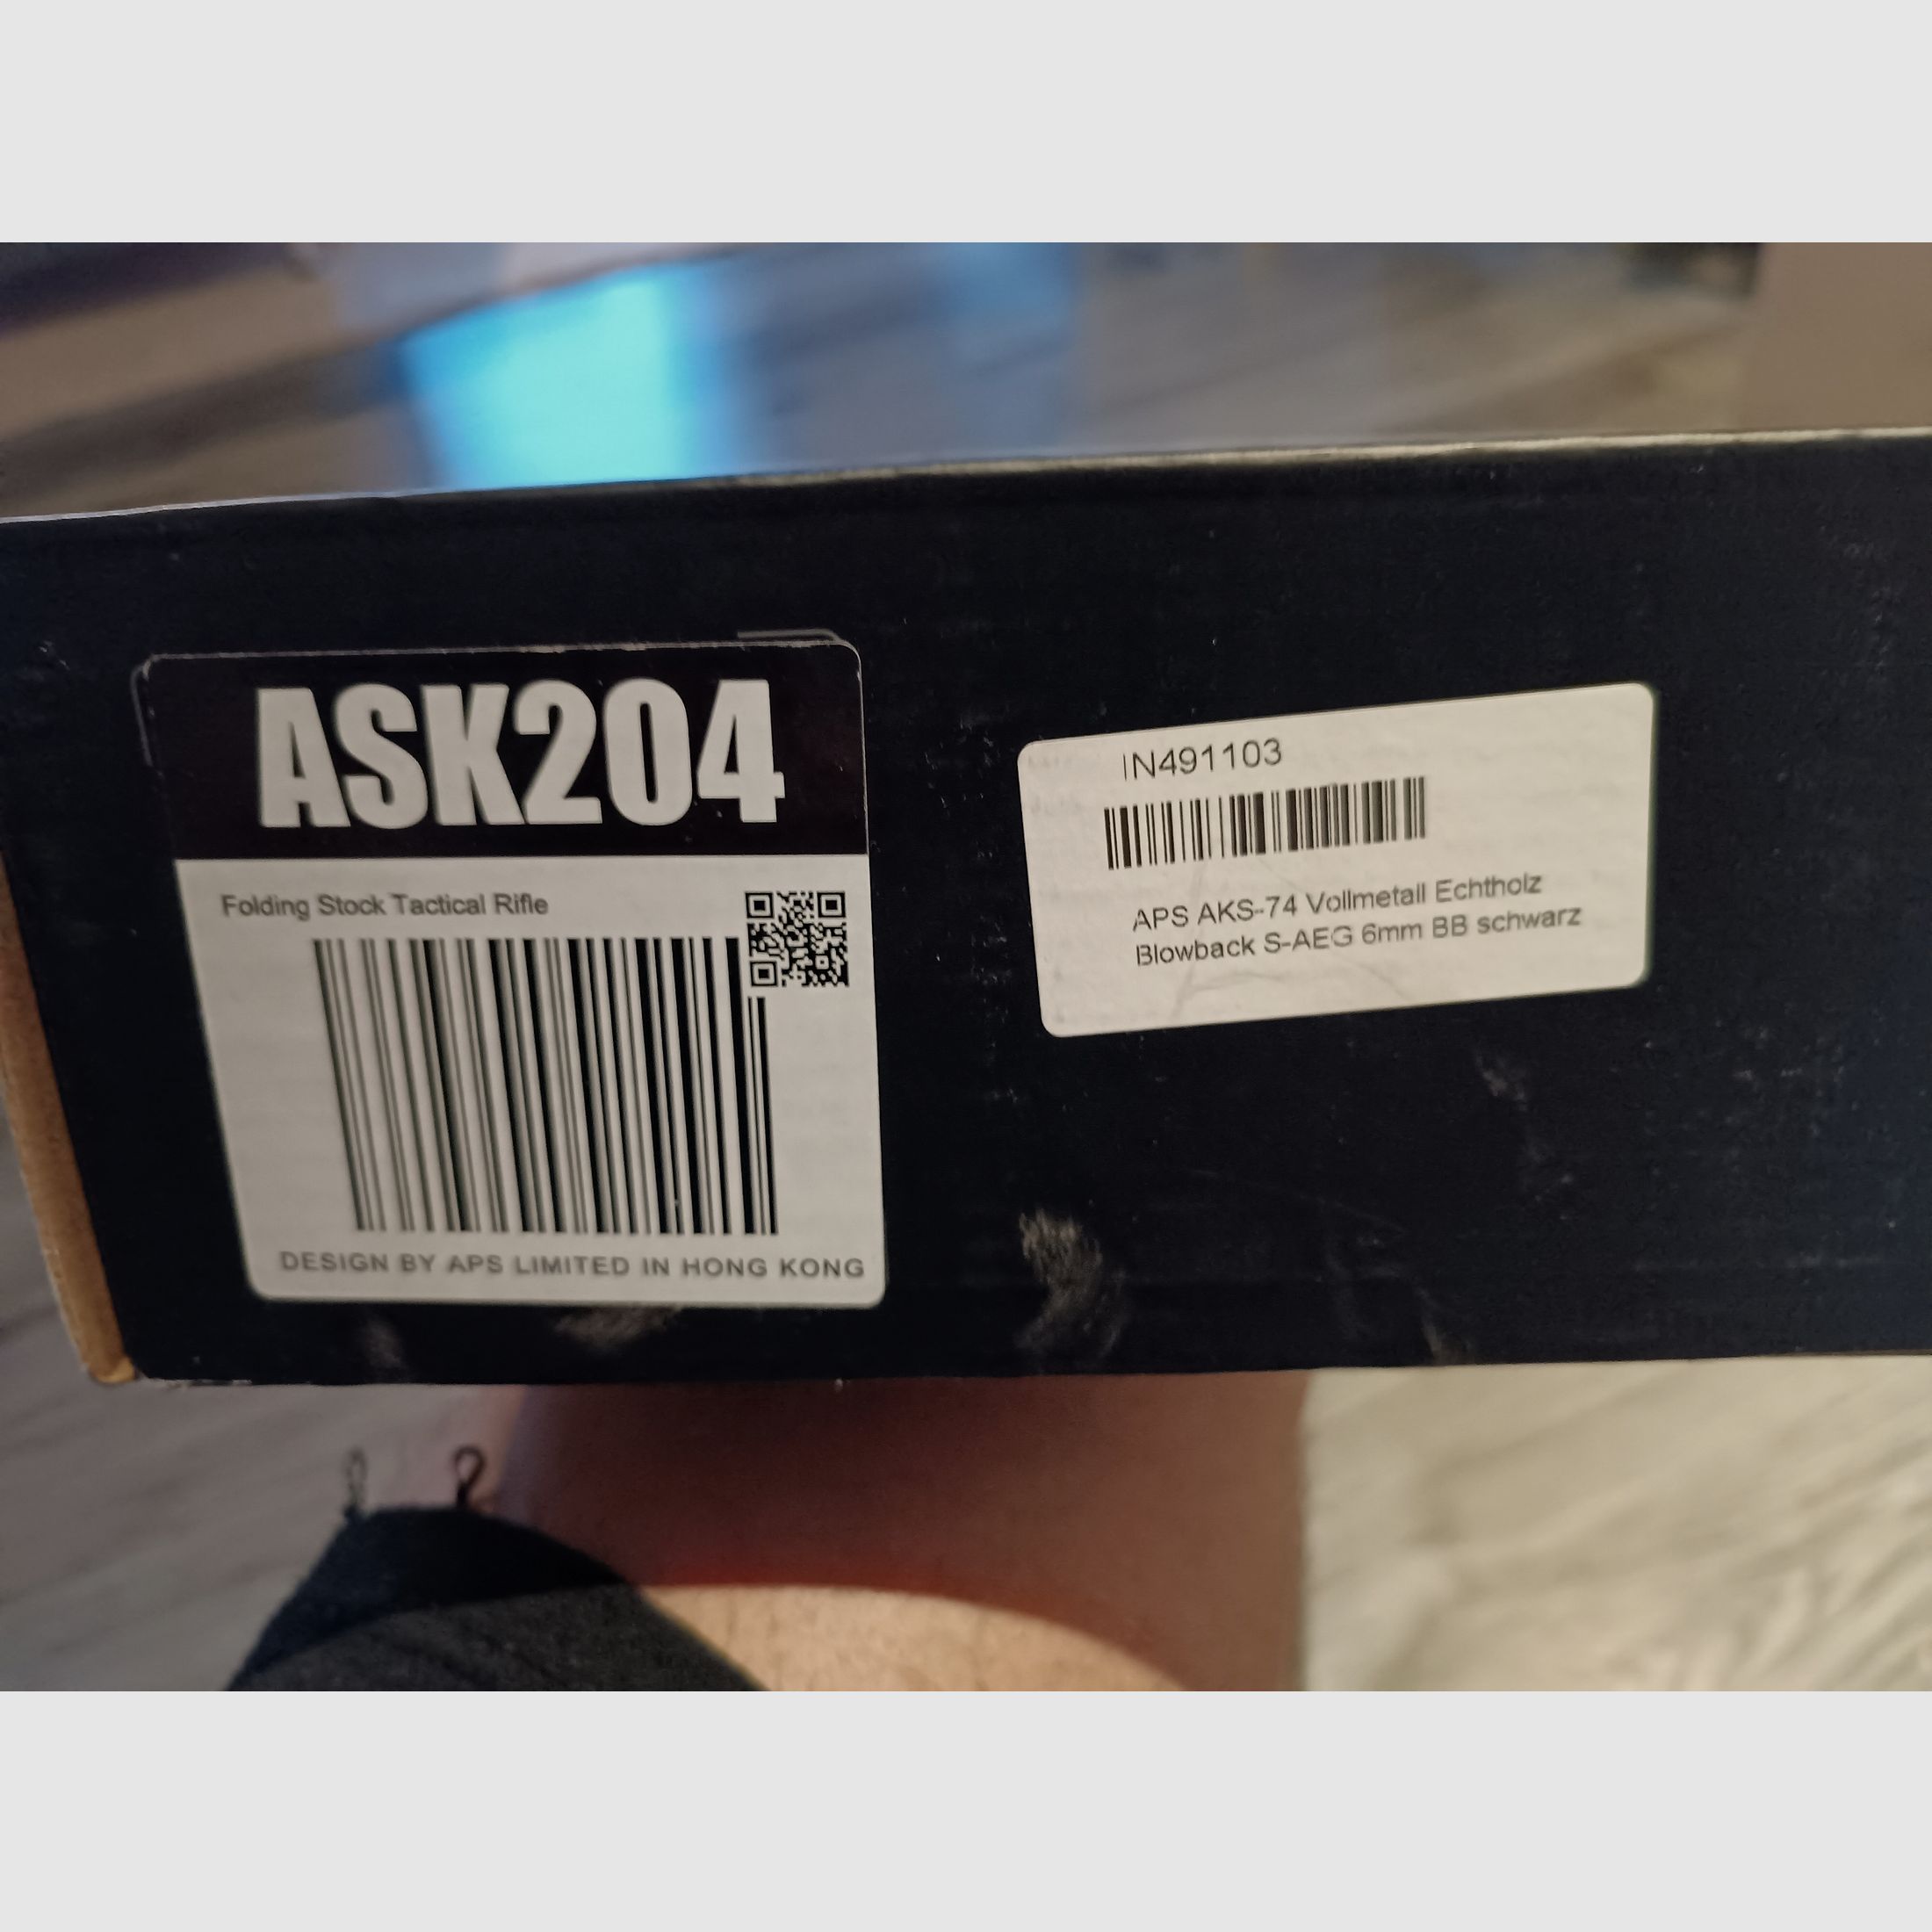 ASK204
Folding Stock Tactical Rifle
DESIGN BY APS LIMITED IN HONG KONG
IN491103
APS AKS-74 Vollmetall Echtholz
Blowback S-AEG 6mm BB schwarz